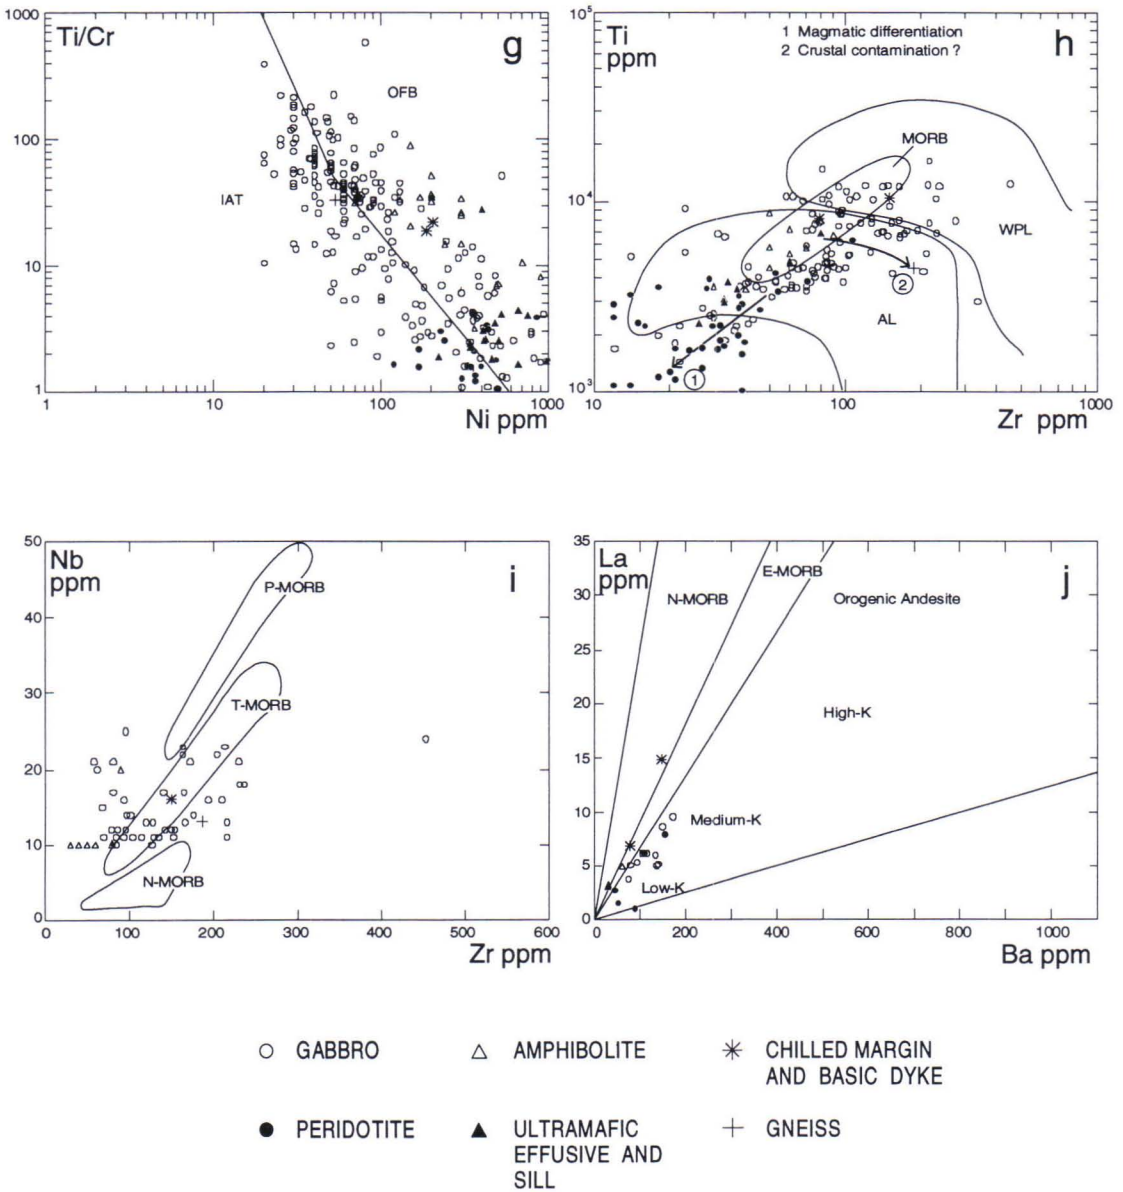 1000
Ti/Cr
g
OFB
100
IAT
10
1
1
10
100
1000
Ni ppm
10⁵
Ti
ppm
1 Magmatic differentiation
2 Crustal contamination ?
h
MORB
10⁴
WPL
2
AL
1
10³
10
100
1000
Zr ppm
50
Nb
ppm
i
P-MORB
40
30
T-MORB
20
10
N-MORB
0
0
100
200
300
400
500
600
Zr ppm
35
La
ppm
j
E-MORB
N-MORB
Orogenic Andesite
30
25
20
High-K
15
10
Medium-K
5
Low-K
0
0
200
400
600
800
1000
Ba ppm
GABBRO
AMPHIBOLITE
CHILLED MARGIN
AND BASIC DYKE
PERIDOTITE
ULTRAMAFIC
EFFUSIVE AND
SILL
GNEISS